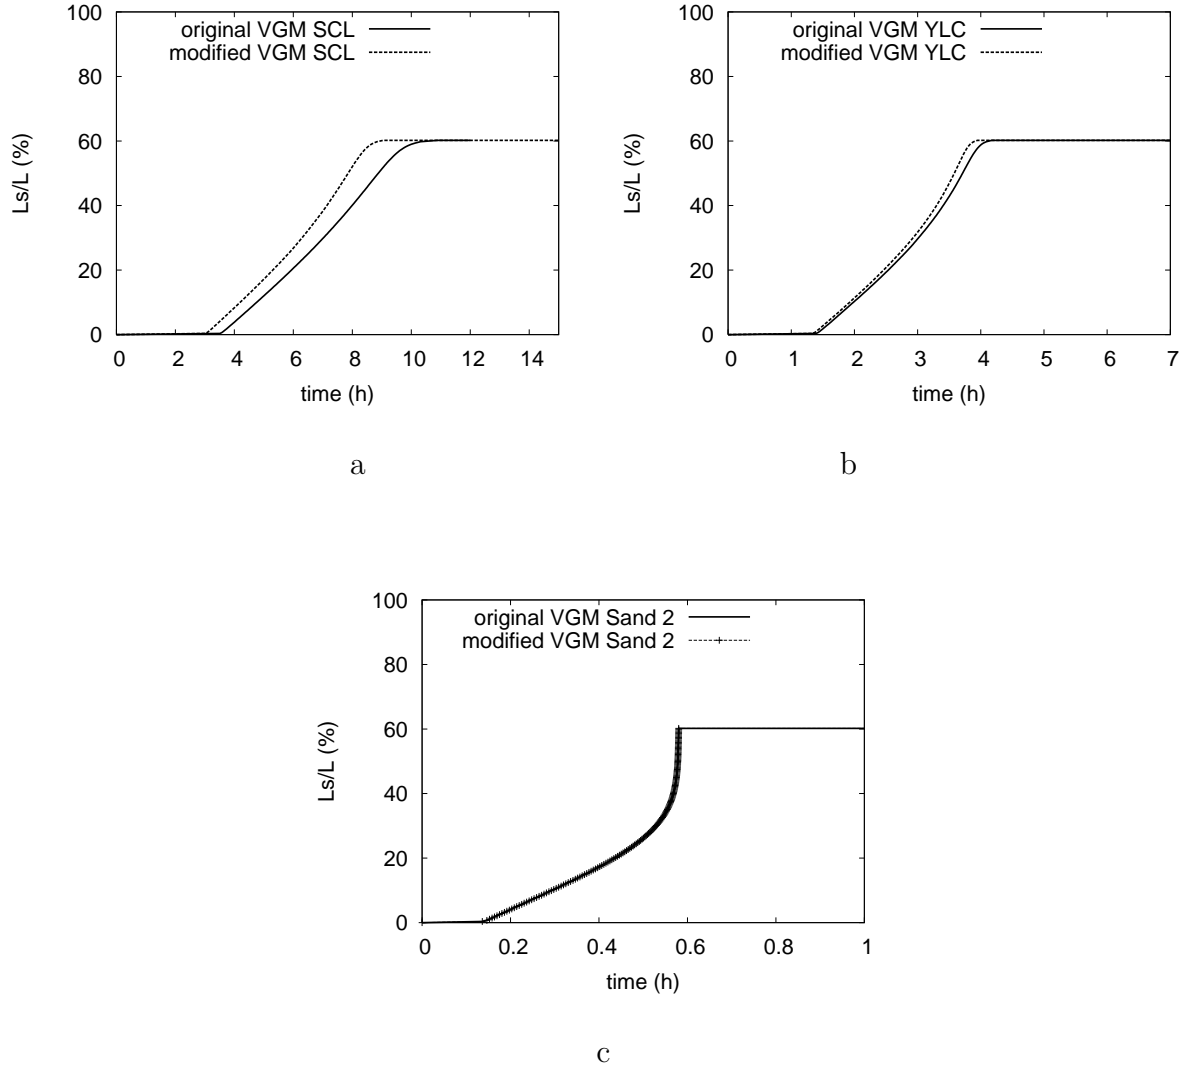 100
80
60
40
20
0
Ls/L (%)
original VGM SCL
modified VGM SCL
0 2 4 6 8 10 12 14
time (h)
a
100
80
60
40
20
0
Ls/L (%)
original VGM YLC
modified VGM YLC
0 1 2 3 4 5 6 7
time (h)
b
100
80
60
40
20
0
Ls/L (%)
original VGM Sand 2
modified VGM Sand 2
0 0.2 0.4 0.6 0.8 1
time (h)
c